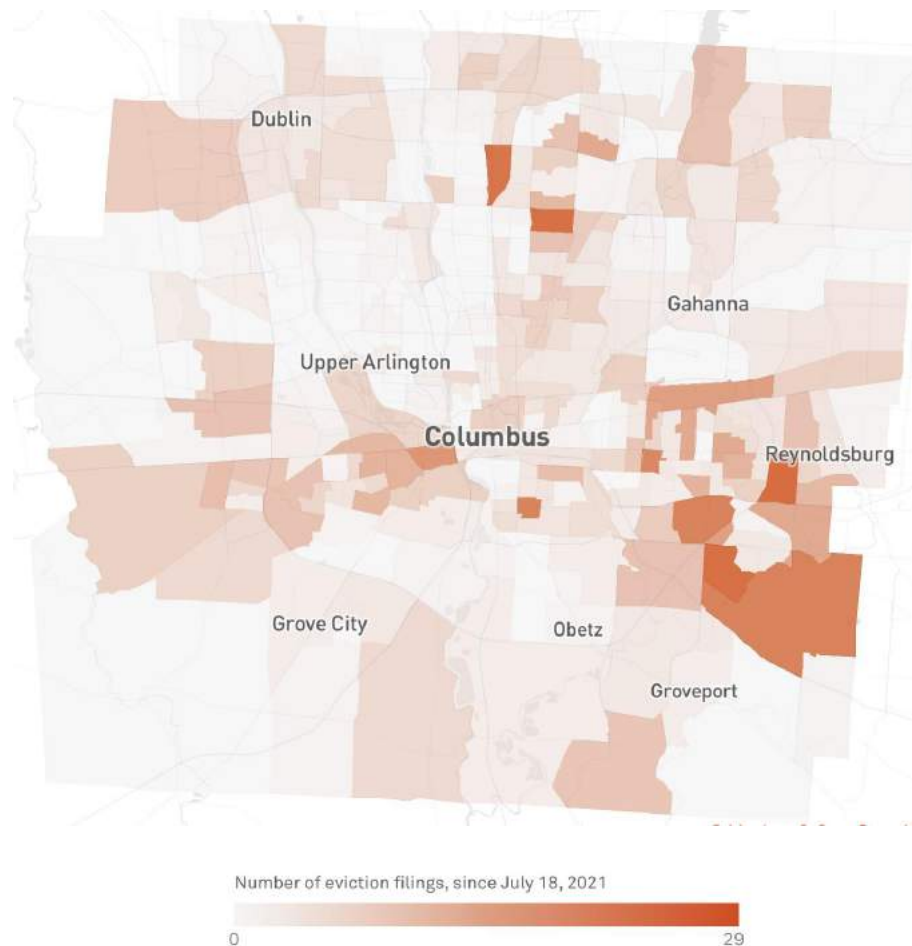 Dublin
Gahanna
Upper Arlington
Columbus
Reynoldsburg
Grove City
Obetz
Groveport
Number of eviction filings, since July 18, 2021
0
29